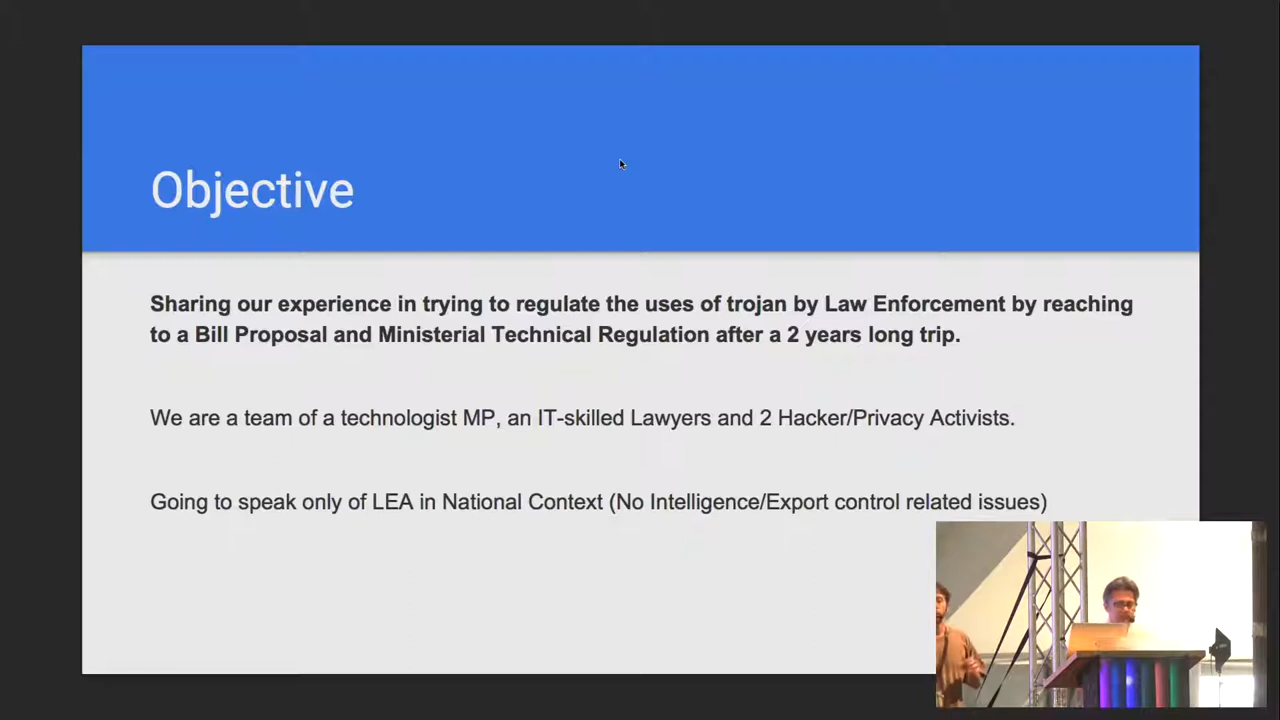 Objective
Sharing our experience in trying to regulate the uses of trojan by Law Enforcement by reaching
to a Bill Proposal and Ministerial Technical Regulation after a 2 years long trip.
We are a team of a technologist MP, an IT-skilled Lawyers and 2 Hacker/Privacy Activists.
Going to speak only of LEA in National Context (No Intelligence/Export control related issues)